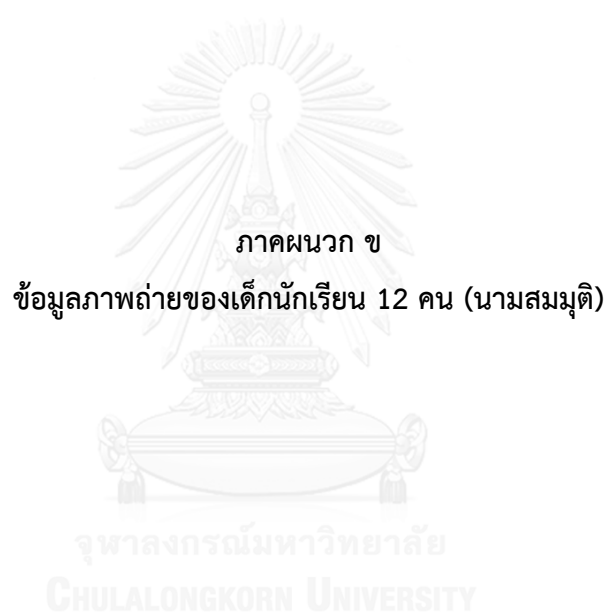 ภาคผนวก ข
ข้อมูลภาพถ่ายของเด็กนักเรียน 12 คน (นามสมมุติ)
จุฬาลงกรณ์มหาวิทยาลัย
CHULALONGKORN UNIVERSITY